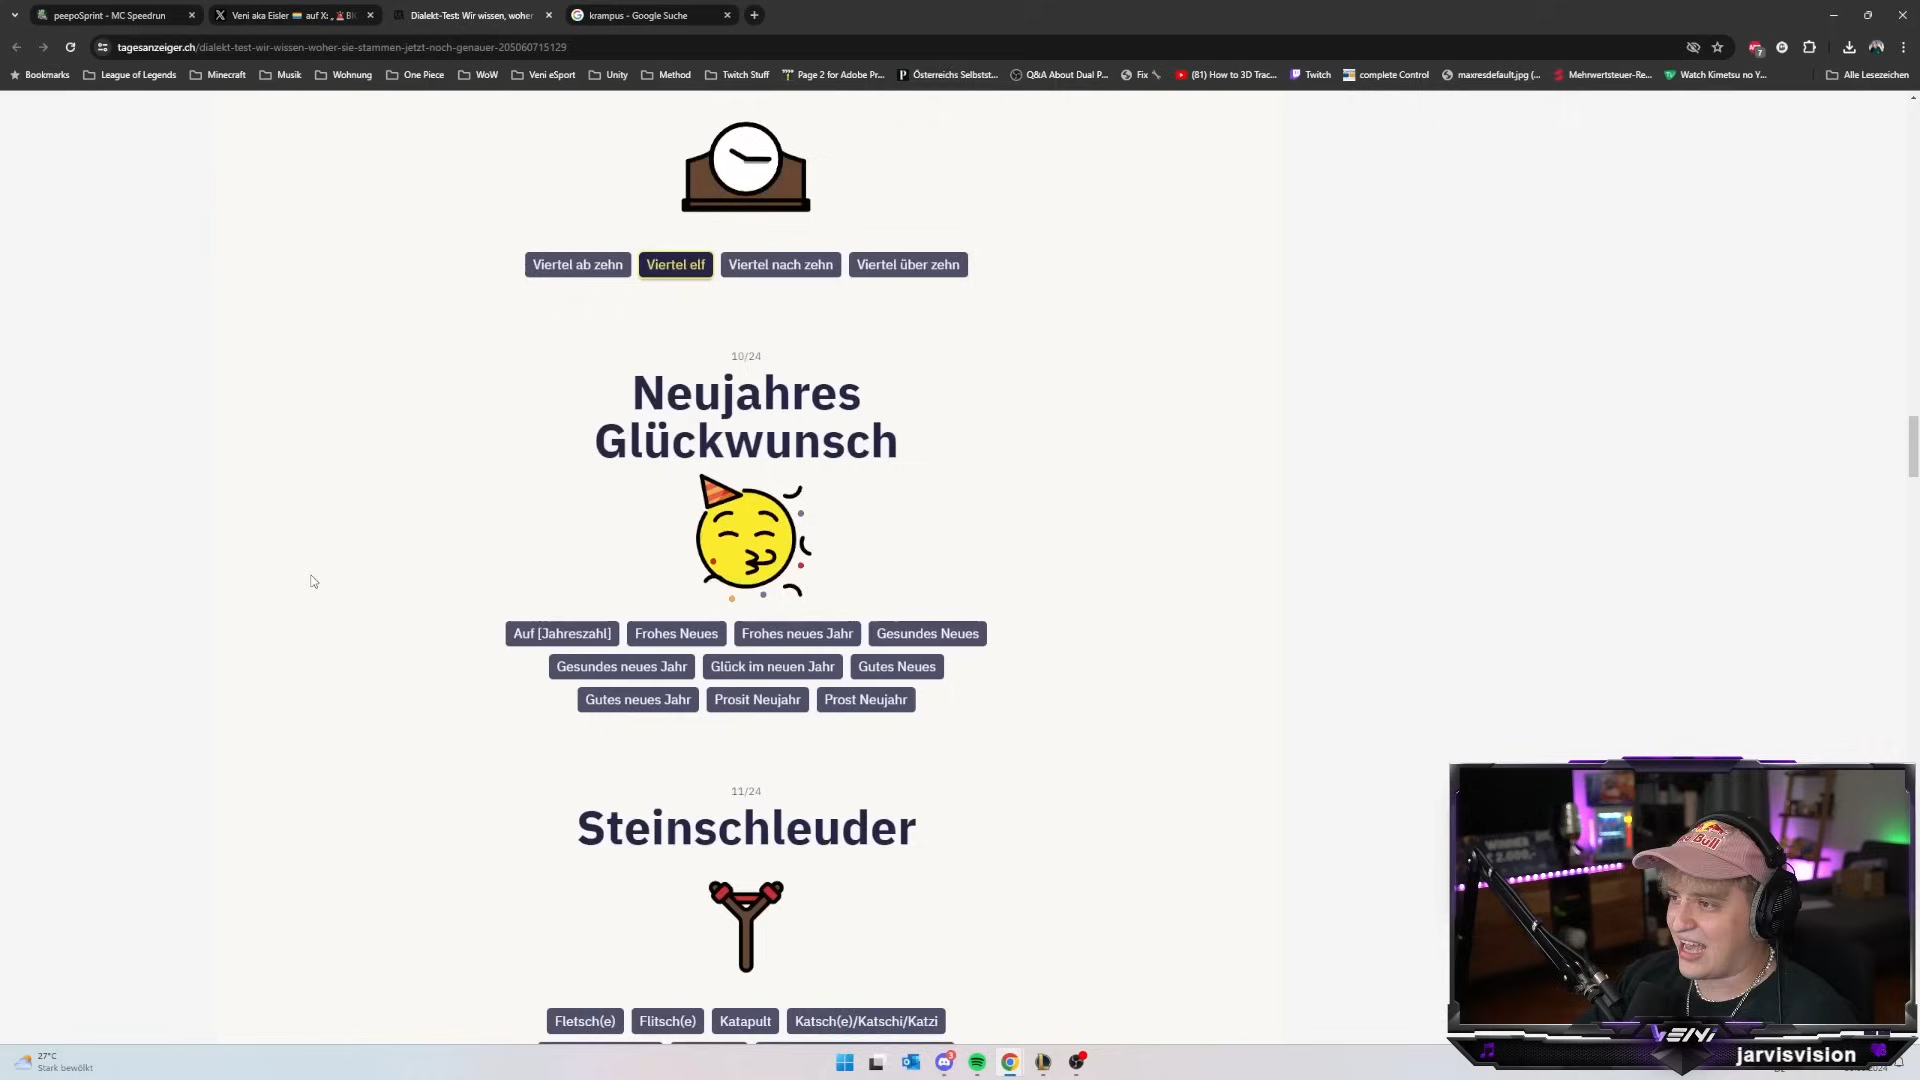 peepoSprint - MC Speedrun
Veni aka Eisler auf X:
Dialekt-Test: Wir wissen, woher
krampus - Google Suche
tagesanzeiger.ch/dialekt-test-wir-wissen-woher-sie-stammen-jetzt-noch-genauer-205060715129
Bookmarks League of Legends Minecraft Musik Wohnung One Piece WoW Veni eSport Unity Method Twitch Stuff Page 2 for Adobe Pr... Österreichs Selbstst... Q&A About Dual P... Fix (81) How to 3D Trac... Twitch complete Control maxresdefault.jpg (... Mehrwertsteuer-Re... Watch Kimetsu no Y... Alle Lesezeichen
Viertel ab zehn Viertel elf Viertel nach zehn Viertel über zehn
10/24
Neujahres
Glückwunsch
Auf [Jahreszahl] Frohes Neues Frohes neues Jahr Gesundes Neues
Gesundes neues Jahr Glück im neuen Jahr Gutes Neues
Gutes neues Jahr Prosit Neujahr Prost Neujahr
11/24
Steinschleuder
Fletsch(e) Flitsch(e) Katapult Katsch(e)/Katschi/Katzi
WINNER
Red Bull
VENI
jarvisvision
27°C
Stark bewölkt